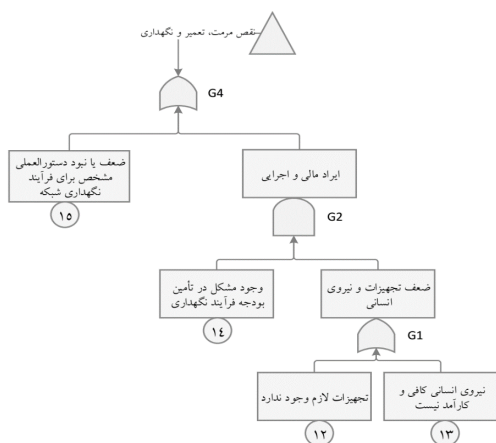 نقص مرمت، تعمیر و نگهداری
G4
ضعف یا نبود دستورالعملی
مشخص برای فرآیند
نگهداری شبکه
۱۵
ایراد مالی و اجرایی
G2
وجود مشکل در تأمین
بودجه فرآیند نگهداری
۱٤
ضعف تجهیزات و نیروی
انسانی
G1
تجهیزات لازم وجود ندارد
۱۲
نیروی انسانی کافی و
کارآمد نیست
۱۳